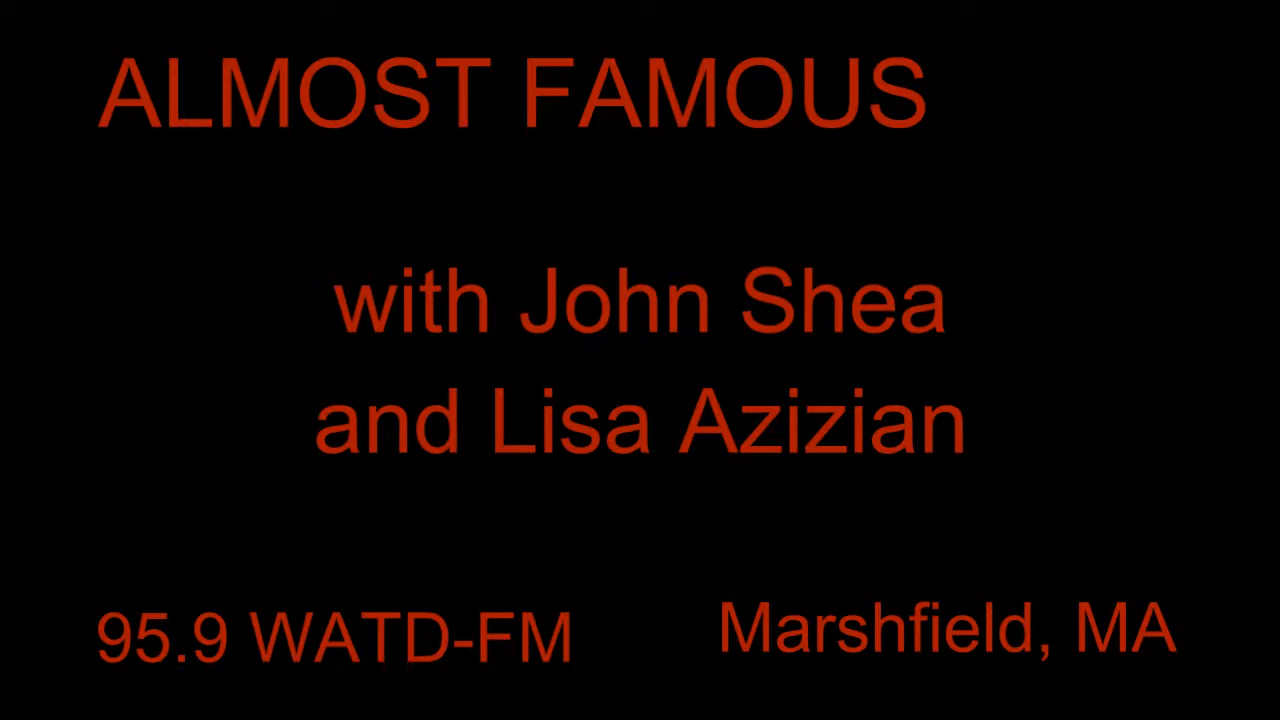 ALMOST FAMOUS
with John Shea
and Lisa Azizian
95.9 WATD-FM
Marshfield, MA